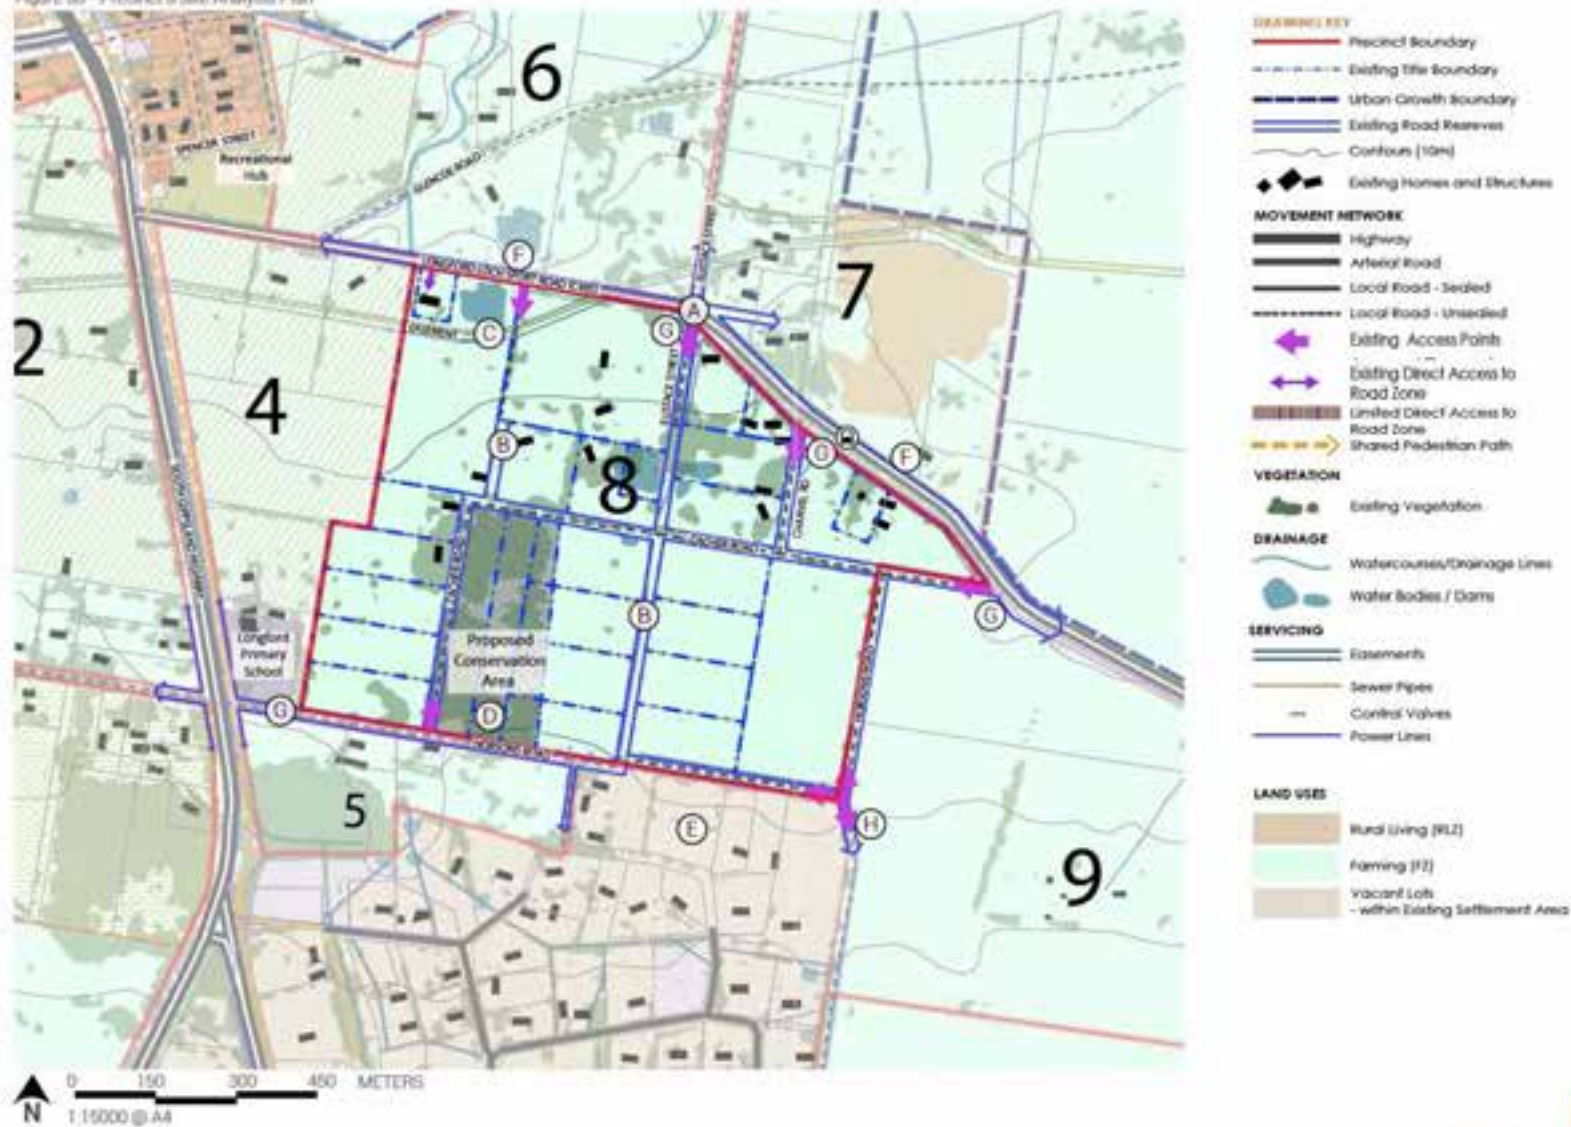 6
SPENCER STREET
Recreational
Hub
GLENCOE ROAD
7
2
F
A
G
EASEMENT
C
4
B
8
G
F
B
Longford
Primary
School
Proposed
Conservation
Area
G
G
D
5
E
H
9
N
0 150 300 450 METERS
1:15000 @ A4
DRAWING KEY
Precinct Boundary
Existing Title Boundary
Urban Growth Boundary
Existing Road Reserves
Contours (10m)
Existing Homes and Structures
MOVEMENT NETWORK
Highway
Arterial Road
Local Road - Sealed
Local Road - Unsealed
Existing Access Points
Existing Direct Access to
Road Zone
Limited Direct Access to
Road Zone
Shared Pedestrian Path
VEGETATION
Existing Vegetation
DRAINAGE
Watercourses/Drainage Lines
Water Bodies / Dams
SERVICING
Easements
Sewer Pipes
Control Valves
Power Lines
LAND USES
Rural Living (RLZ)
Farming (FZ)
Vacant Lots
- within Existing Settlement Area